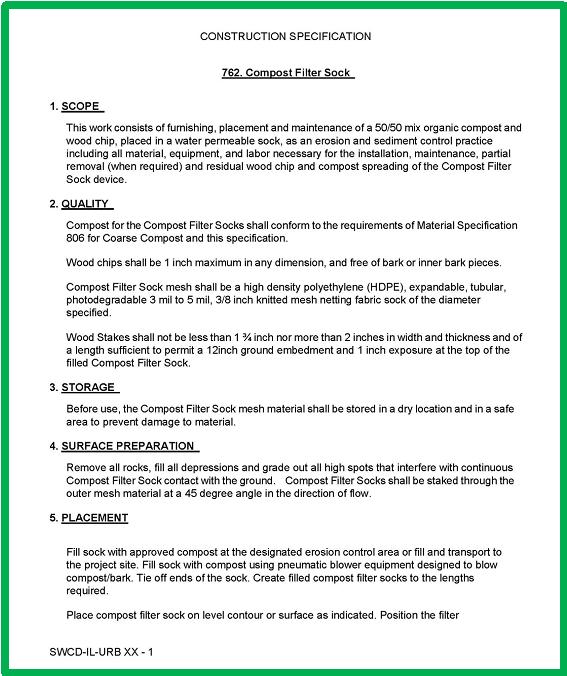 CONSTRUCTION SPECIFICATION
762. Compost Filter Sock
1. SCOPE
This work consists of furnishing, placement and maintenance of a 50/50 mix organic compost and
wood chip, placed in a water permeable sock, as an erosion and sediment control practice
including all material, equipment, and labor necessary for the installation, maintenance, partial
removal (when required) and residual wood chip and compost spreading of the Compost Filter
Sock device.
2. QUALITY
Compost for the Compost Filter Socks shall conform to the requirements of Material Specification
806 for Coarse Compost and this specification.
Wood chips shall be 1 inch maximum in any dimension, and free of bark or inner bark pieces.
Compost Filter Sock mesh shall be a high density polyethylene (HDPE), expandable, tubular,
photodegradable 3 mil to 5 mil, 3/8 inch knitted mesh netting fabric sock of the diameter
specified.
Wood Stakes shall not be less than 1 ¾ inch nor more than 2 inches in width and thickness and of
a length sufficient to permit a 12inch ground embedment and 1 inch exposure at the top of the
filled Compost Filter Sock.
3. STORAGE
Before use, the Compost Filter Sock mesh material shall be stored in a dry location and in a safe
area to prevent damage to material.
4. SURFACE PREPARATION
Remove all rocks, fill all depressions and grade out all high spots that interfere with continuous
Compost Filter Sock contact with the ground. Compost Filter Socks shall be staked through the
outer mesh material at a 45 degree angle in the direction of flow.
5. PLACEMENT
Fill sock with approved compost at the designated erosion control area or fill and transport to
the project site. Fill sock with compost using pneumatic blower equipment designed to blow
compost/bark. Tie off ends of the sock. Create filled compost filter socks to the lengths
required.
Place compost filter sock on level contour or surface as indicated. Position the filter
SWCD-IL-URB XX - 1